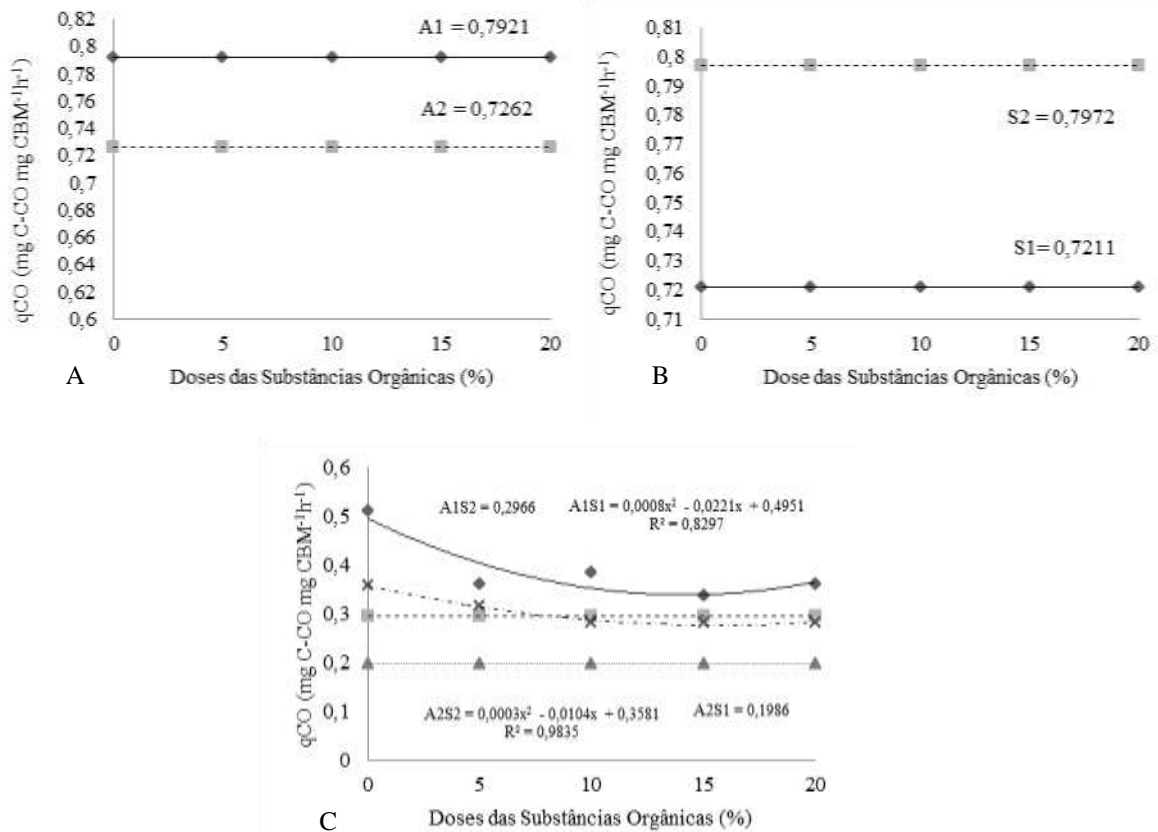 qCO (mg C-CO mg CBM⁻¹h⁻¹)
0,82
0,8
0,78
0,76
0,74
0,72
0,7
0,68
0,66
0,64
0,62
0,6
A1 = 0,7921
A2 = 0,7262
0 5 10 15 20
Doses das Substâncias Orgânicas (%)
A
qCO (mg C-CO mg CBM⁻¹h⁻¹)
0,81
0,8
0,79
0,78
0,77
0,76
0,75
0,74
0,73
0,72
0,71
S2 = 0,7972
S1= 0,7211
0 5 10 15 20
Dose das Substâncias Orgânicas (%)
B
qCO (mg C-CO mg CBM⁻¹h⁻¹)
0,6
0,5
0,4
0,3
0,2
0,1
0
A1S2 = 0,2966
A1S1 = 0,0008x² - 0,0221x + 0,4951
R² = 0,8297
A2S2 = 0,0003x² - 0,0104x + 0,3581
R² = 0,9835
A2S1 = 0,1986
0 5 10 15 20
Doses das Substâncias Orgânicas (%)
C